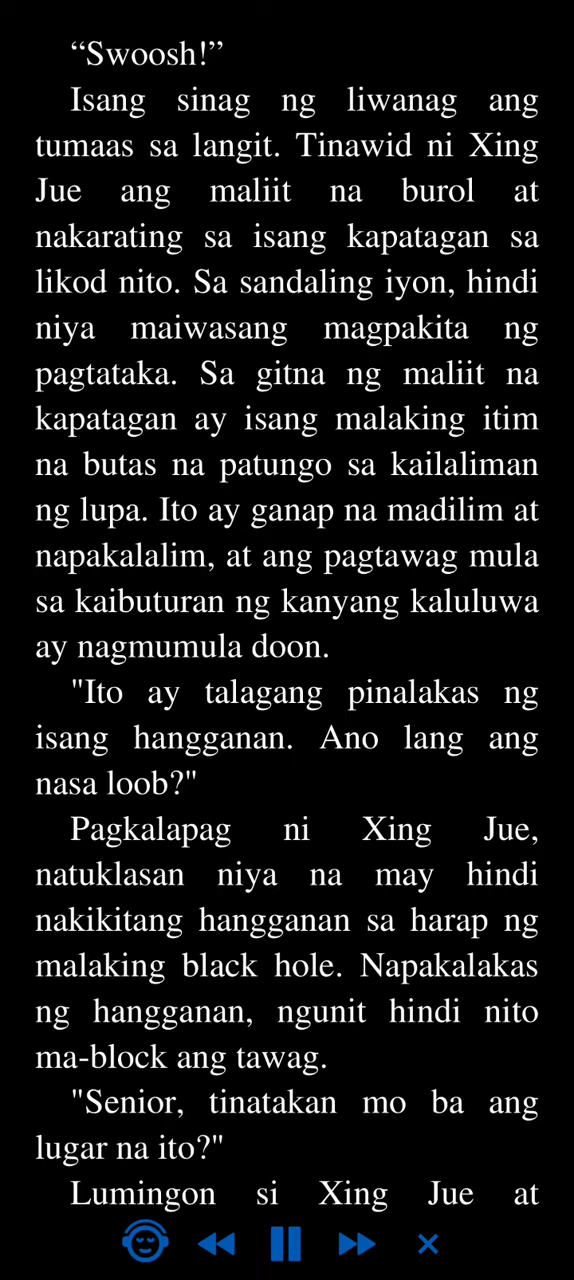 “Swoosh!”
Isang sinag ng liwanag ang
tumaas sa langit. Tinawid ni Xing
Jue ang maliit na burol at
nakarating sa isang kapatagan sa
likod nito. Sa sandaling iyon, hindi
niya maiwasang magpakita ng
pagtataka. Sa gitna ng maliit na
kapatagan ay isang malaking itim
na butas na patungo sa kailaliman
ng lupa. Ito ay ganap na madilim at
napakalalim, at ang pagtawag mula
sa kaibuturan ng kanyang kaluluwa
ay nagmumula doon.
"Ito ay talagang pinalakas ng
isang hangganan. Ano lang ang
nasa loob?"
Pagkalapag ni Xing Jue,
natuklasan niya na may hindi
nakikitang hangganan sa harap ng
malaking black hole. Napakalakas
ng hangganan, ngunit hindi nito
ma-block ang tawag.
"Senior, tinatakan mo ba ang
lugar na ito?"
Lumingon si Xing Jue at